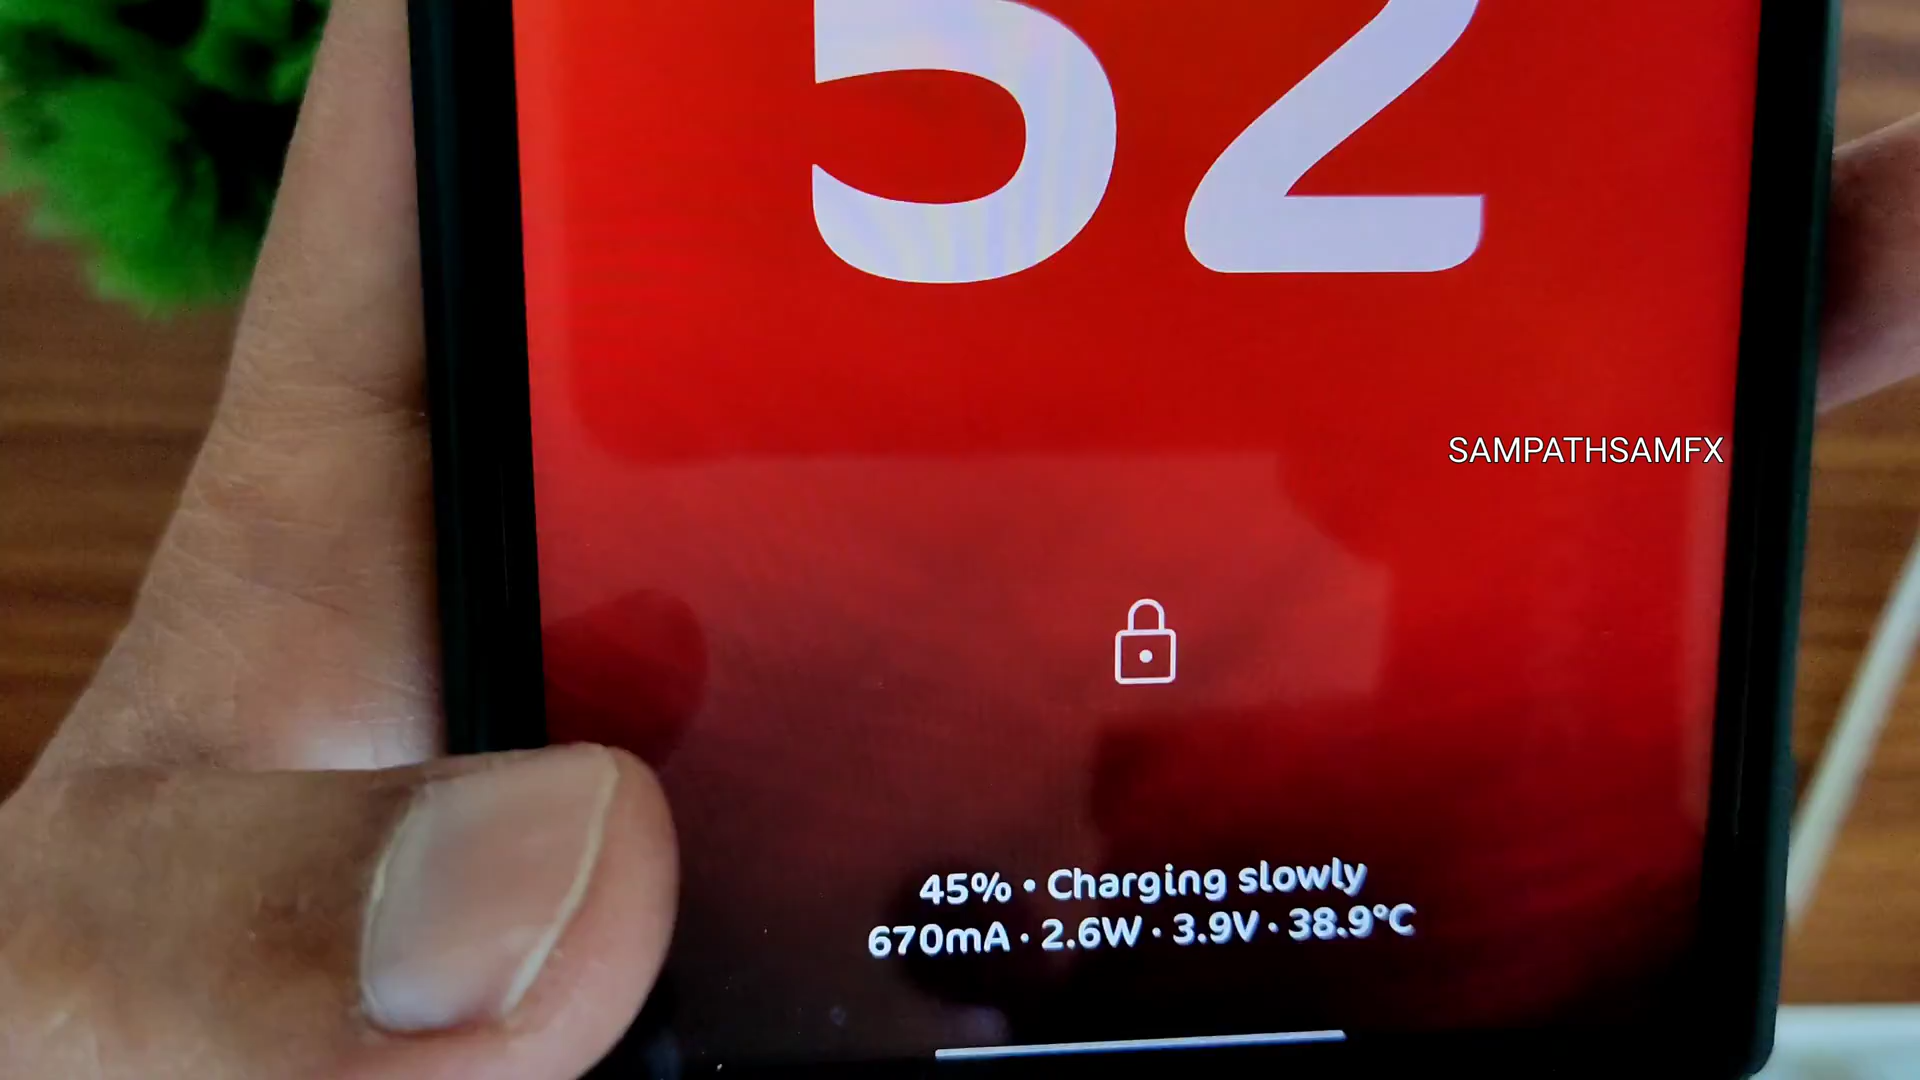 52
SAMPATHSAMFX
45% • Charging slowly
670mA · 2.6W · 3.9V · 38.9°C